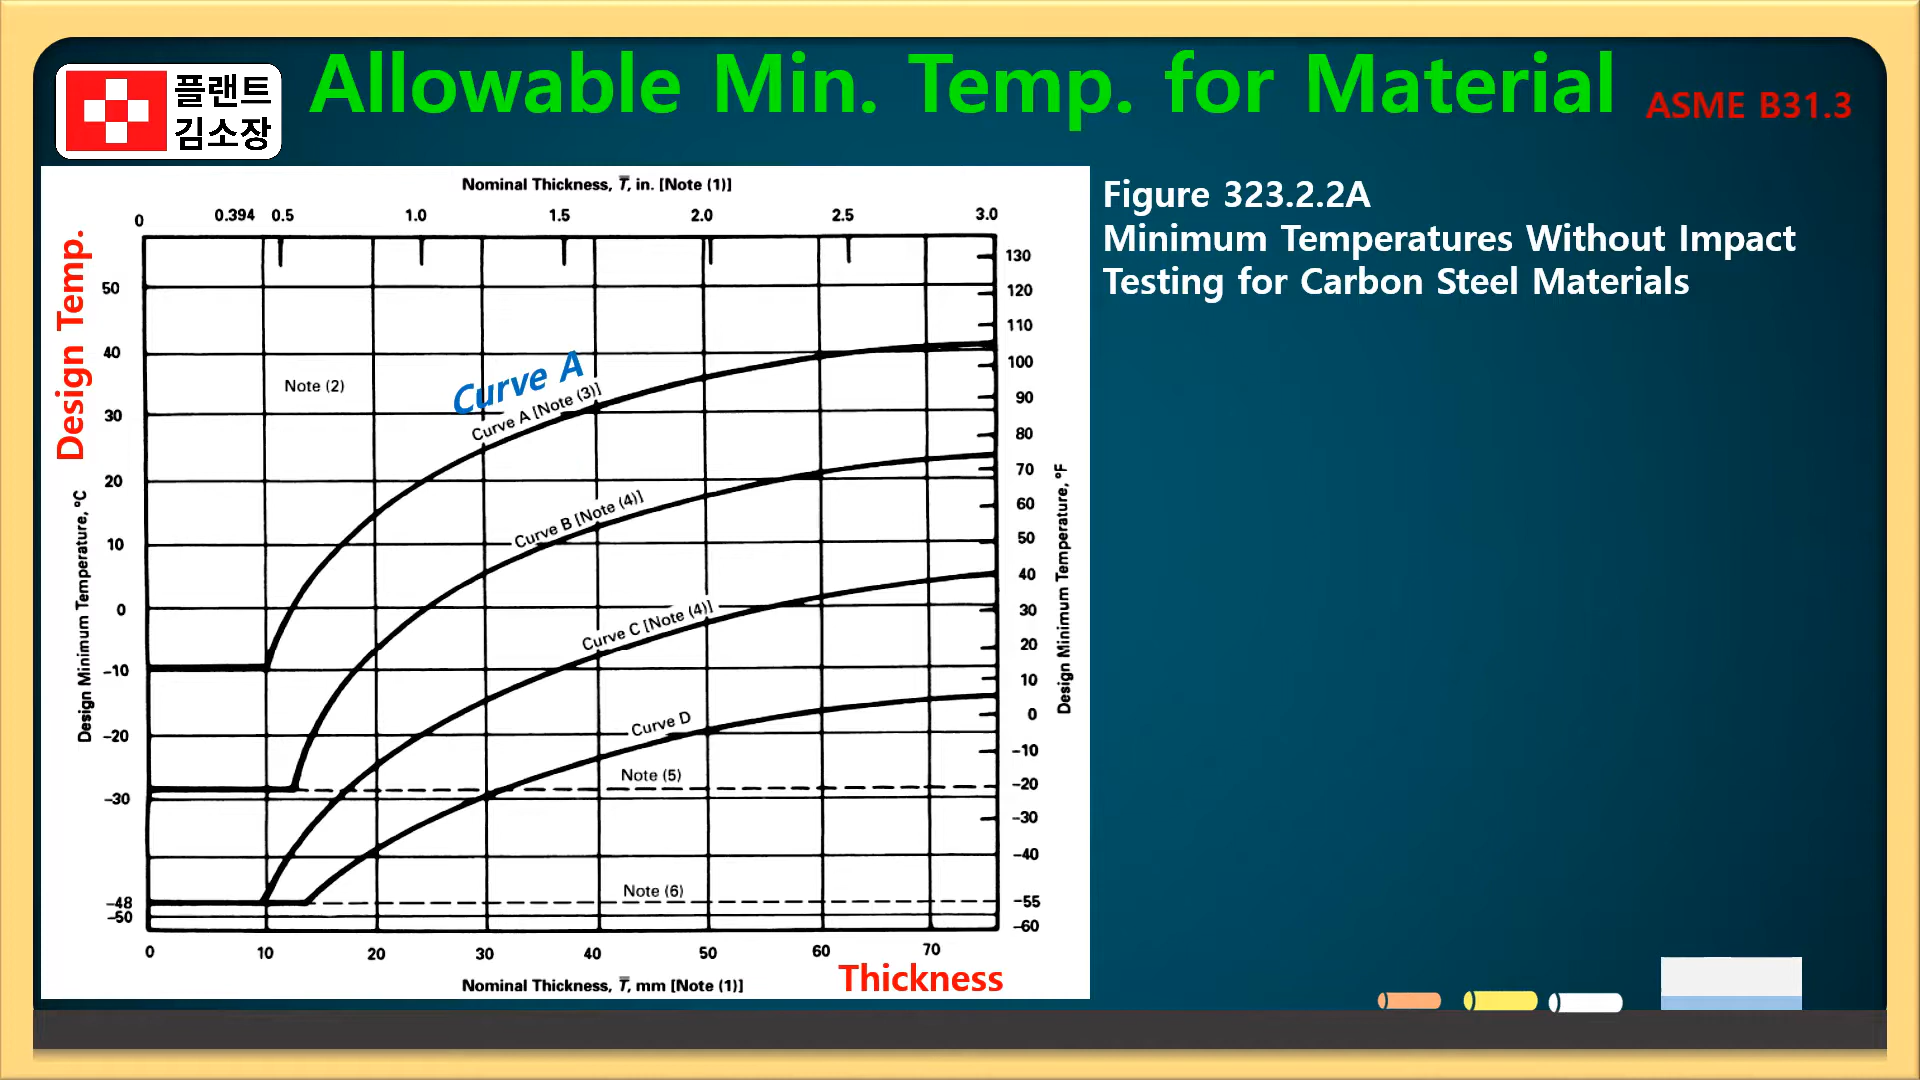 플랜트
김소장
Allowable Min. Temp. for Material
ASME B31.3
Figure 323.2.2A
Minimum Temperatures Without Impact
Testing for Carbon Steel Materials
Nominal Thickness, T̅, in. [Note (1)]
0 0.394 0.5 1.0 1.5 2.0 2.5 3.0
Design Temp.
Design Minimum Temperature, °C
50
40
30
20
10
0
−10
−20
−30
−48
−50
Note (2)
Curve A
Curve A [Note (3)]
Curve B [Note (4)]
Curve C [Note (4)]
Curve D
Note (5)
Note (6)
130
120
110
100
90
80
70
60
50
40
30
20
10
0
−10
−20
−30
−40
−55
−60
Design Minimum Temperature, °F
0 10 20 30 40 50 60 70
Nominal Thickness, T̅, mm [Note (1)]
Thickness